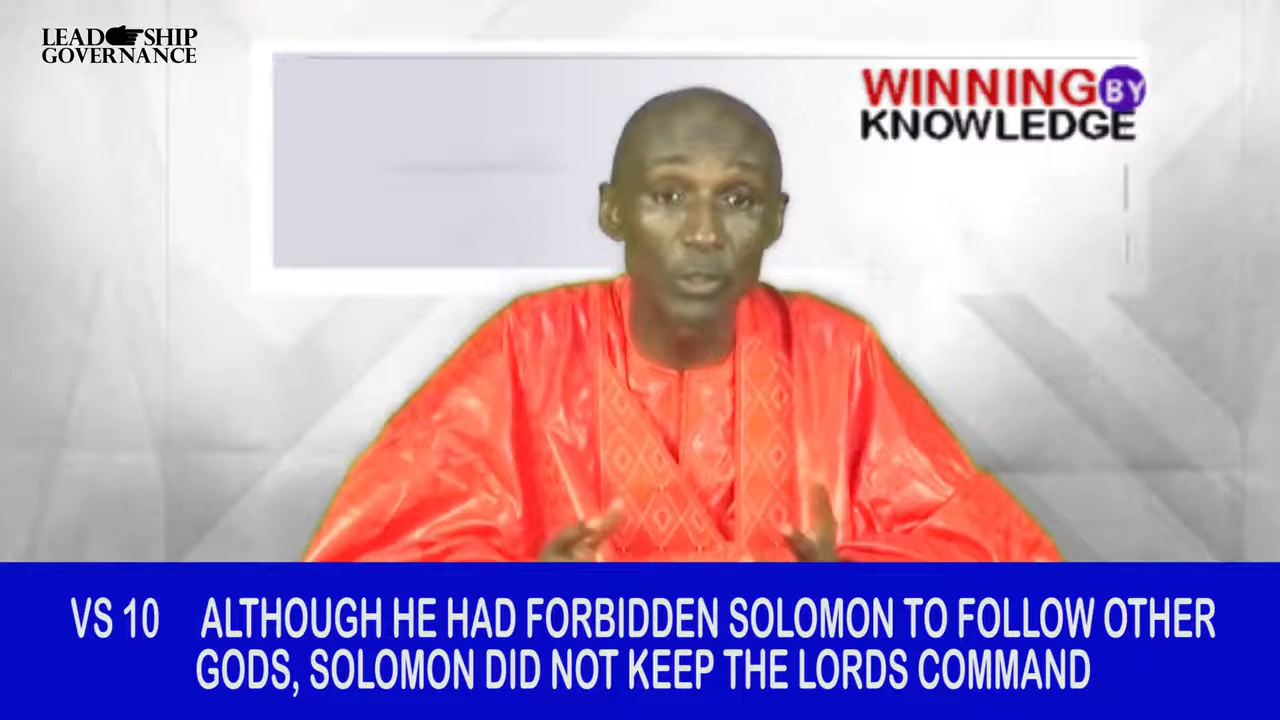 LEADSHIP
GOVERNANCE
WINNING BY
KNOWLEDGE
VS 10 ALTHOUGH HE HAD FORBIDDEN SOLOMON TO FOLLOW OTHER
GODS, SOLOMON DID NOT KEEP THE LORDS COMMAND